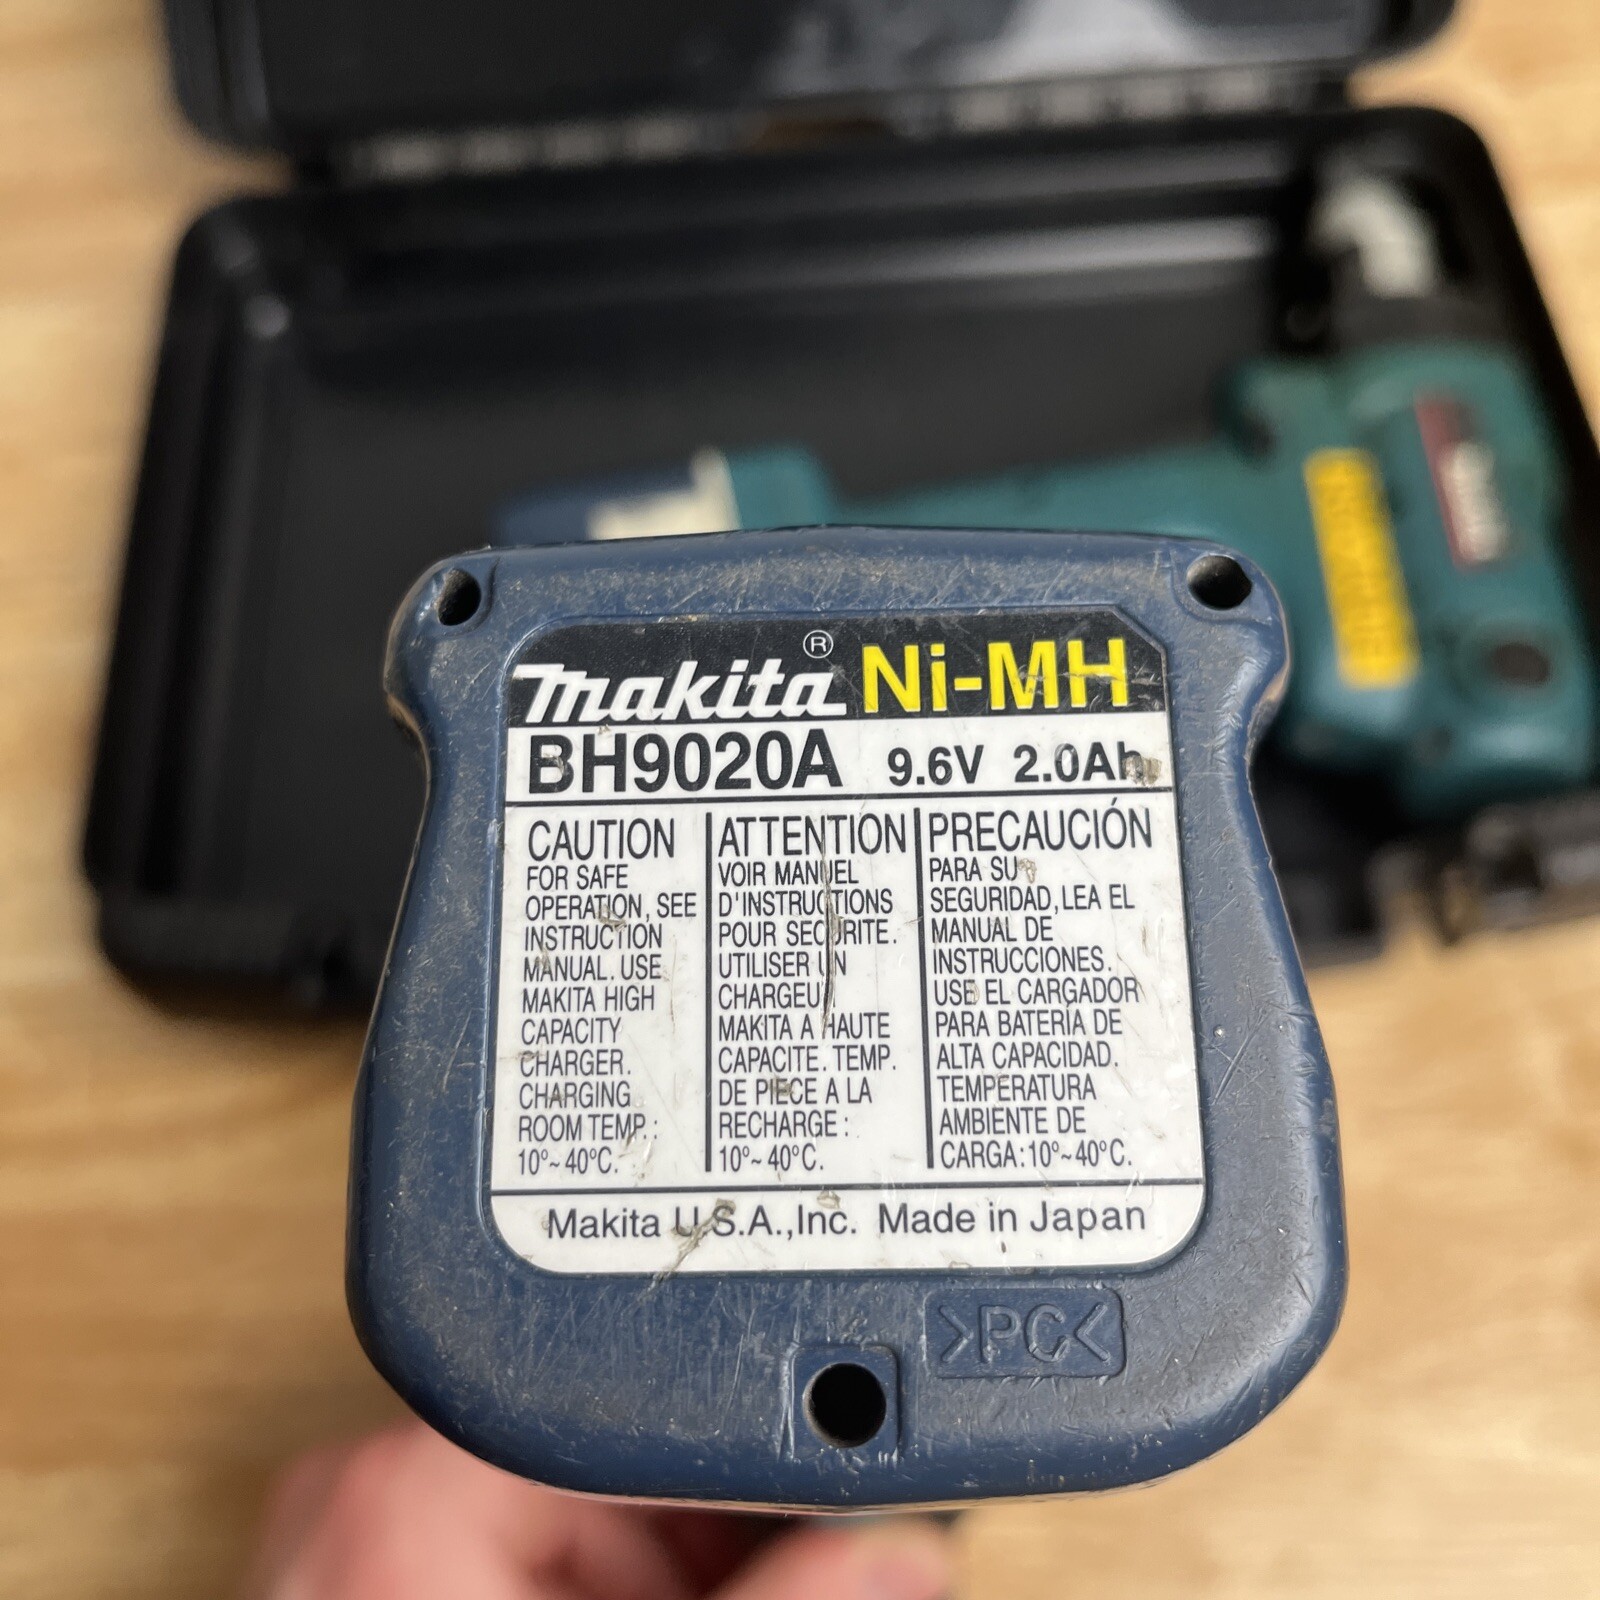 makita® Ni-MH
BH9020A 9.6V 2.0Ah
CAUTION
FOR SAFE
OPERATION, SEE
INSTRUCTION
MANUAL. USE
MAKITA HIGH
CAPACITY
CHARGER.
CHARGING
ROOM TEMP.:
10°~40°C.
ATTENTION
VOIR MANUEL
D'INSTRUCTIONS
POUR SECURITE.
UTILISER UN
CHARGEUR
MAKITA A HAUTE
CAPACITE. TEMP.
DE PIECE A LA
RECHARGE:
10°~40°C.
PRECAUCIÓN
PARA SU
SEGURIDAD, LEA EL
MANUAL DE
INSTRUCCIONES.
USE EL CARGADOR
PARA BATERÍA DE
ALTA CAPACIDAD.
TEMPERATURA
AMBIENTE DE
CARGA:10°~40°C.
Makita U.S.A.,Inc. Made in Japan
>PC<
makita